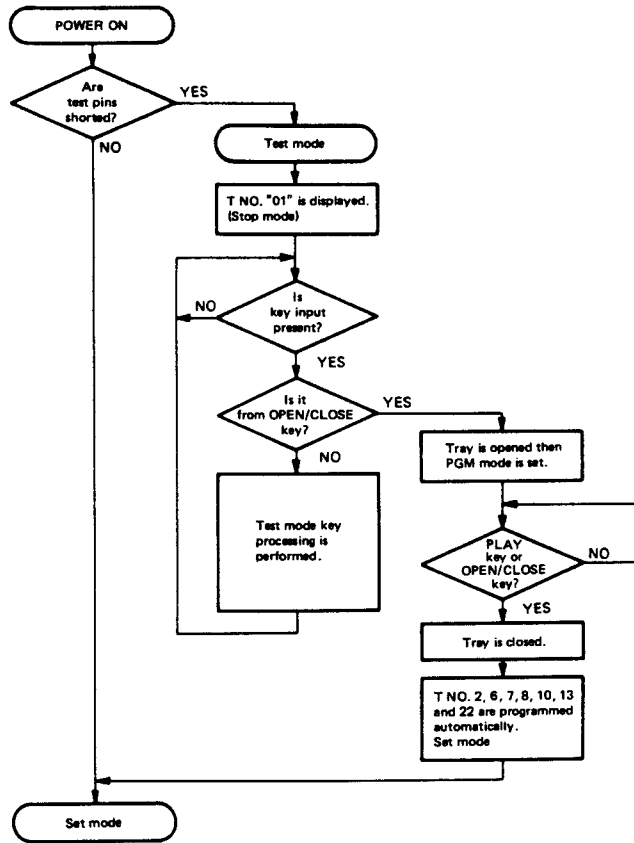 POWER ON
Are
test pins
shorted?
YES
NO
Test mode
T NO. "01" is displayed.
(Stop mode)
Is
key input
present?
NO
YES
Is it
from OPEN/CLOSE
key?
YES
NO
Test mode key
processing is
performed.
Tray is opened then
PGM mode is set.
PLAY
key or
OPEN/CLOSE
key?
NO
YES
Tray is closed.
T NO. 2, 6, 7, 8, 10, 13
and 22 are programmed
automatically.
Set mode
Set mode